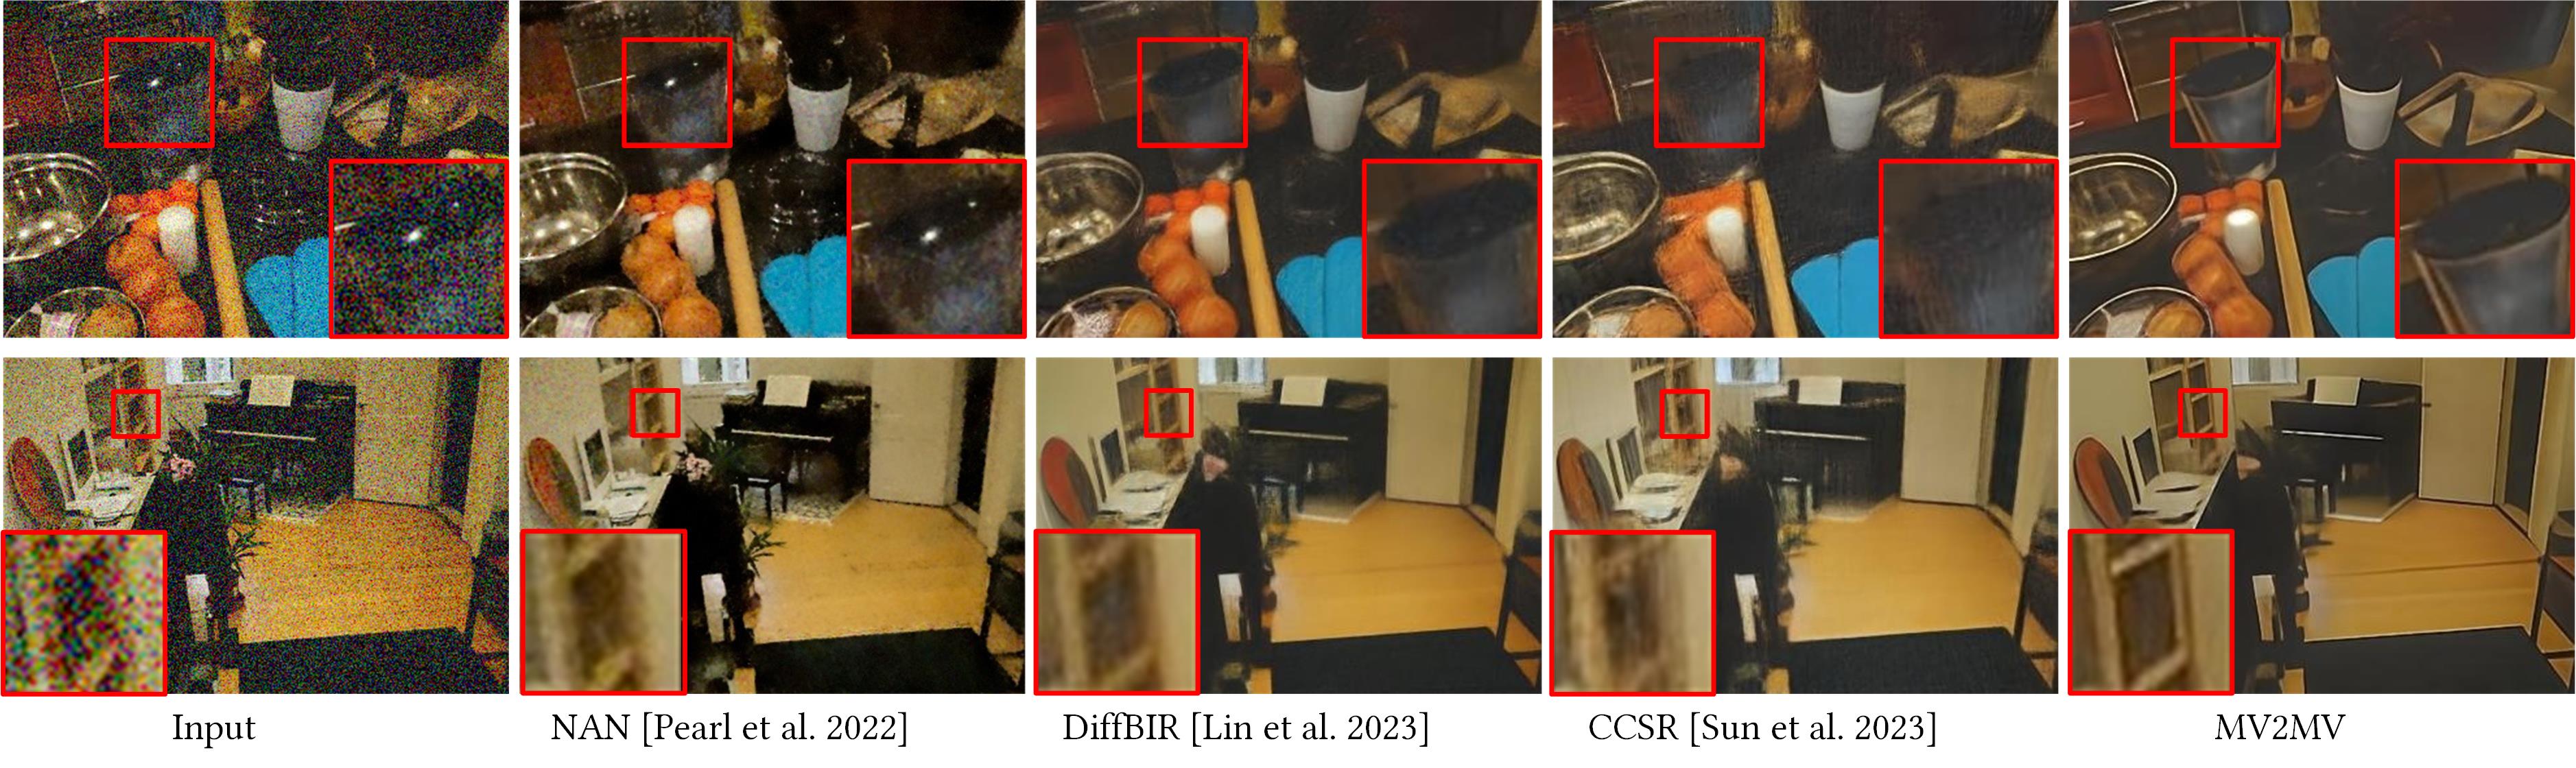 Input
NAN [Pearl et al. 2022]
DiffBIR [Lin et al. 2023]
CCSR [Sun et al. 2023]
MV2MV